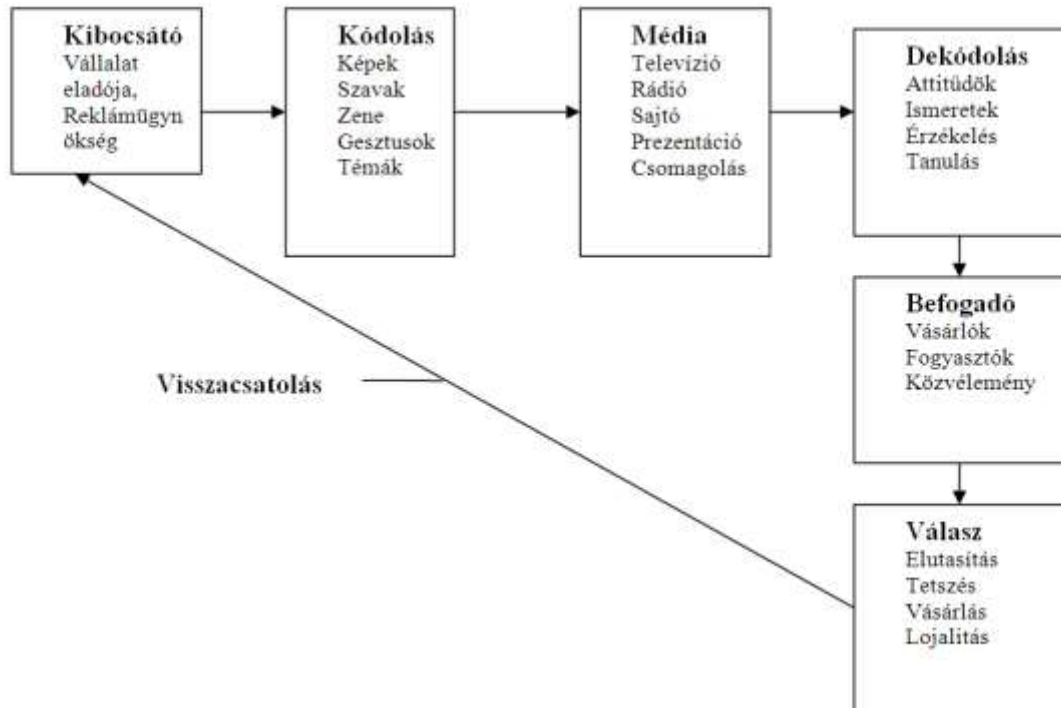 Kibocsátó
Vállalat
eladója,
Reklámügyn
ökség
Kódolás
Képek
Szavak
Zene
Gesztusok
Témák
Média
Televízió
Rádió
Sajtó
Prezentáció
Csomagolás
Dekódolás
Attitűdök
Ismeretek
Érzékelés
Tanulás
Befogadó
Vásárlók
Fogyasztók
Közvélemény
Visszacsatolás
Válasz
Elutasítás
Tetszés
Vásárlás
Lojalitás